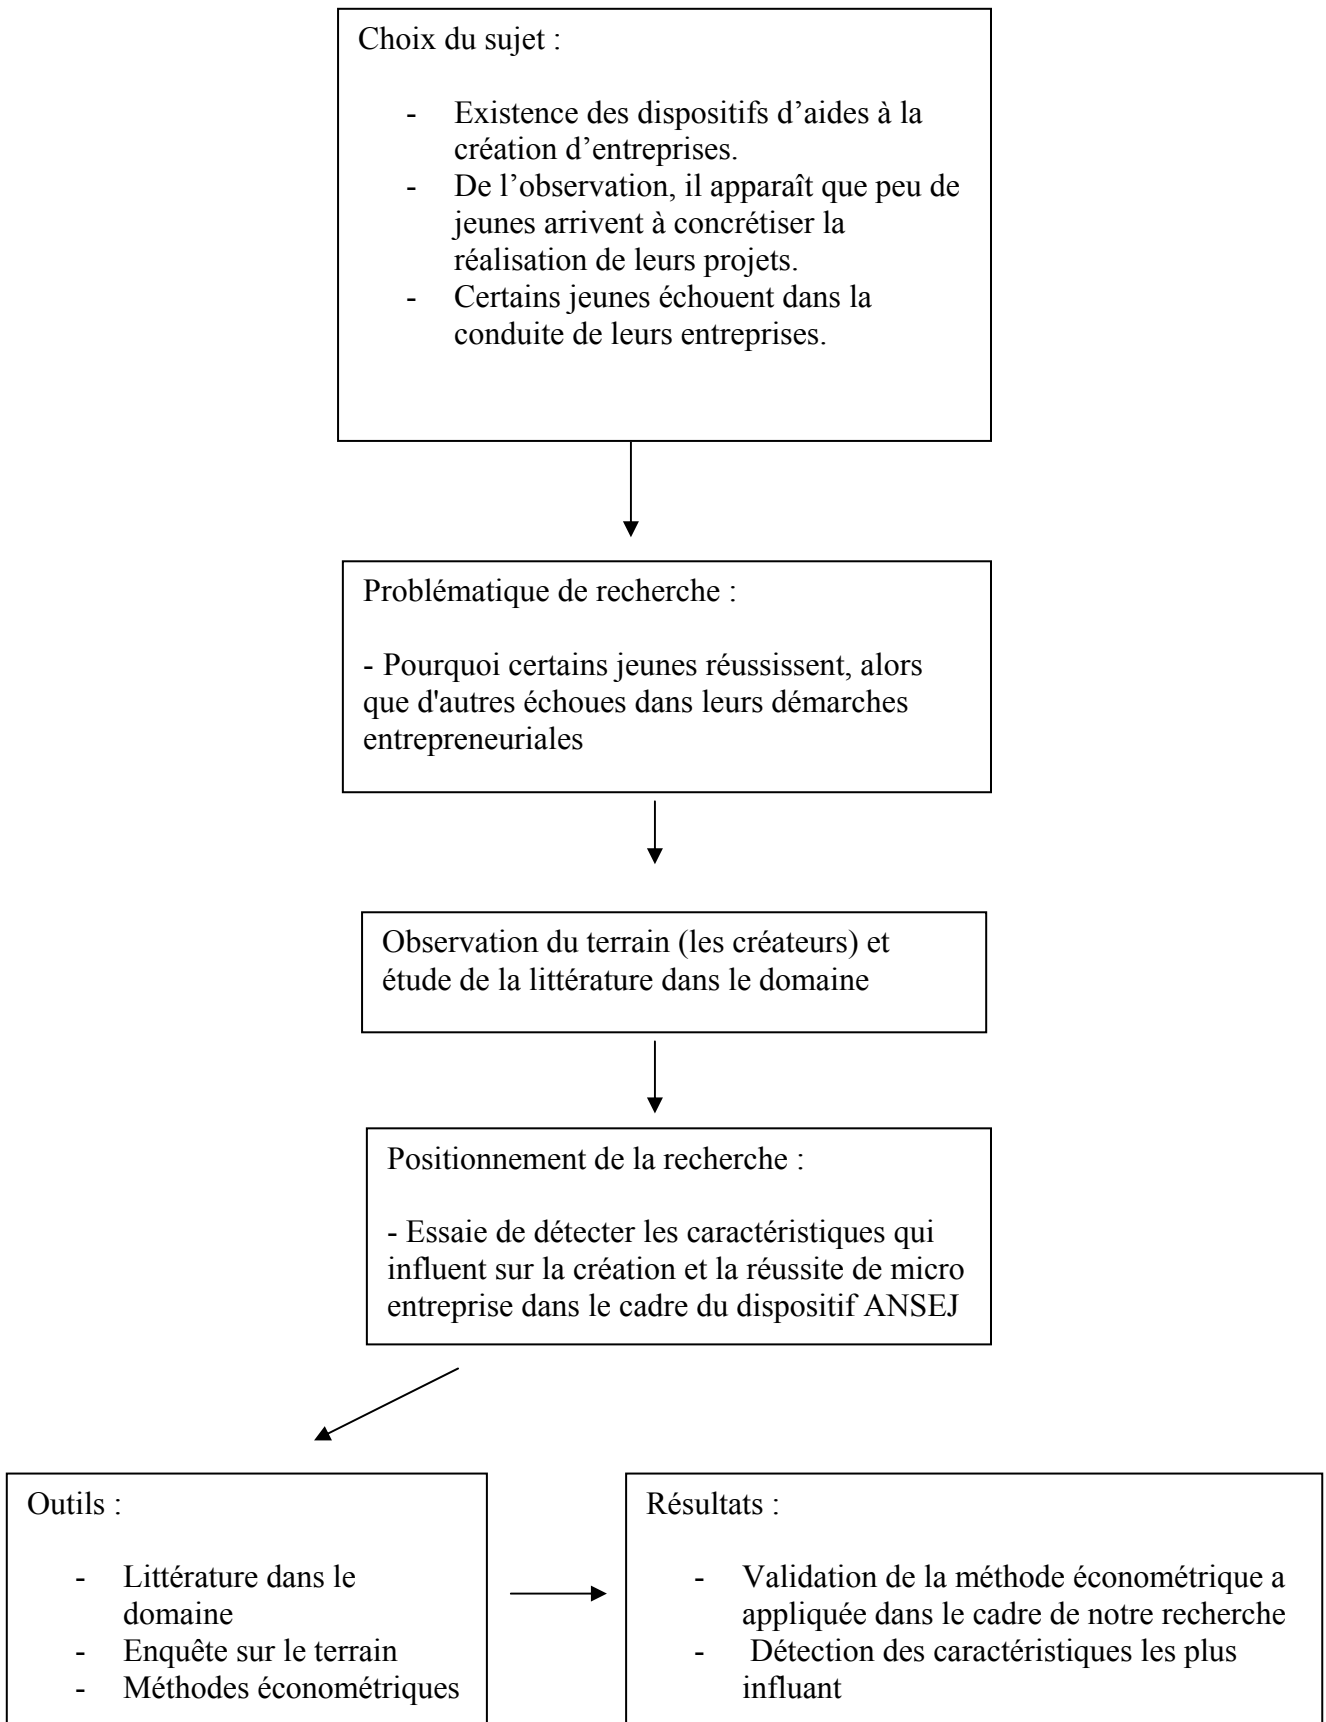 Choix du sujet :
- Existence des dispositifs d’aides à la
création d’entreprises.
- De l’observation, il apparaît que peu de
jeunes arrivent à concrétiser la
réalisation de leurs projets.
- Certains jeunes échouent dans la
conduite de leurs entreprises.
Problématique de recherche :
- Pourquoi certains jeunes réussissent, alors
que d'autres échoues dans leurs démarches
entrepreneuriales
Observation du terrain (les créateurs) et
étude de la littérature dans le domaine
Positionnement de la recherche :
- Essaie de détecter les caractéristiques qui
influent sur la création et la réussite de micro
entreprise dans le cadre du dispositif ANSEJ
Outils :
- Littérature dans le
domaine
- Enquête sur le terrain
- Méthodes économétriques
Résultats :
- Validation de la méthode économétrique a
appliquée dans le cadre de notre recherche
- Détection des caractéristiques les plus
influant